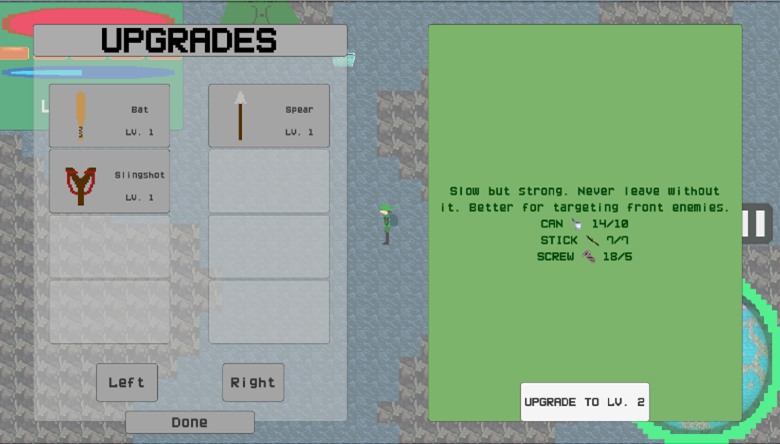 UPGRADES
L
Bat
LV. 1
Spear
LV. 1
Slingshot
LV. 1
Left
Right
Done
Slow but strong. Never leave without
it. Better for targeting front enemies.
CAN 14/10
STICK 7/7
SCREW 18/5
UPGRADE TO LV. 2